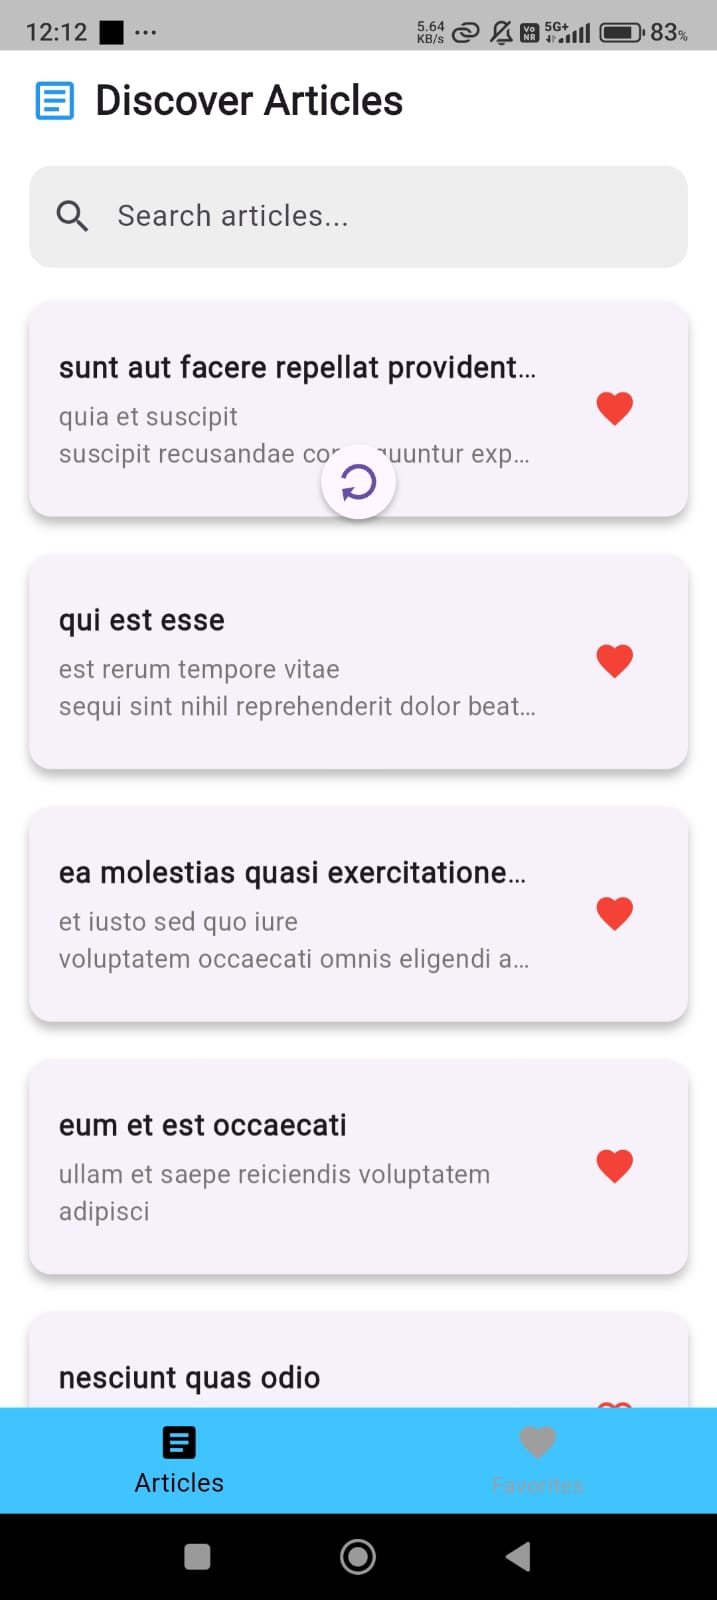 12:12
5.64
KB/s
Vo
NR
5G+
83%
Discover Articles
Search articles...
sunt aut facere repellat provident...
quia et suscipit
suscipit recusandae exp...
qui est esse
est rerum tempore vitae
sequi sint nihil reprehenderit dolor beat...
ea molestias quasi exercitatione...
et iusto sed quo iure
voluptatem occaecati omnis eligendi a...
eum et est occaecati
ullam et saepe reiciendis voluptatem
adipisci
nesciunt quas odio
Articles
Favorites